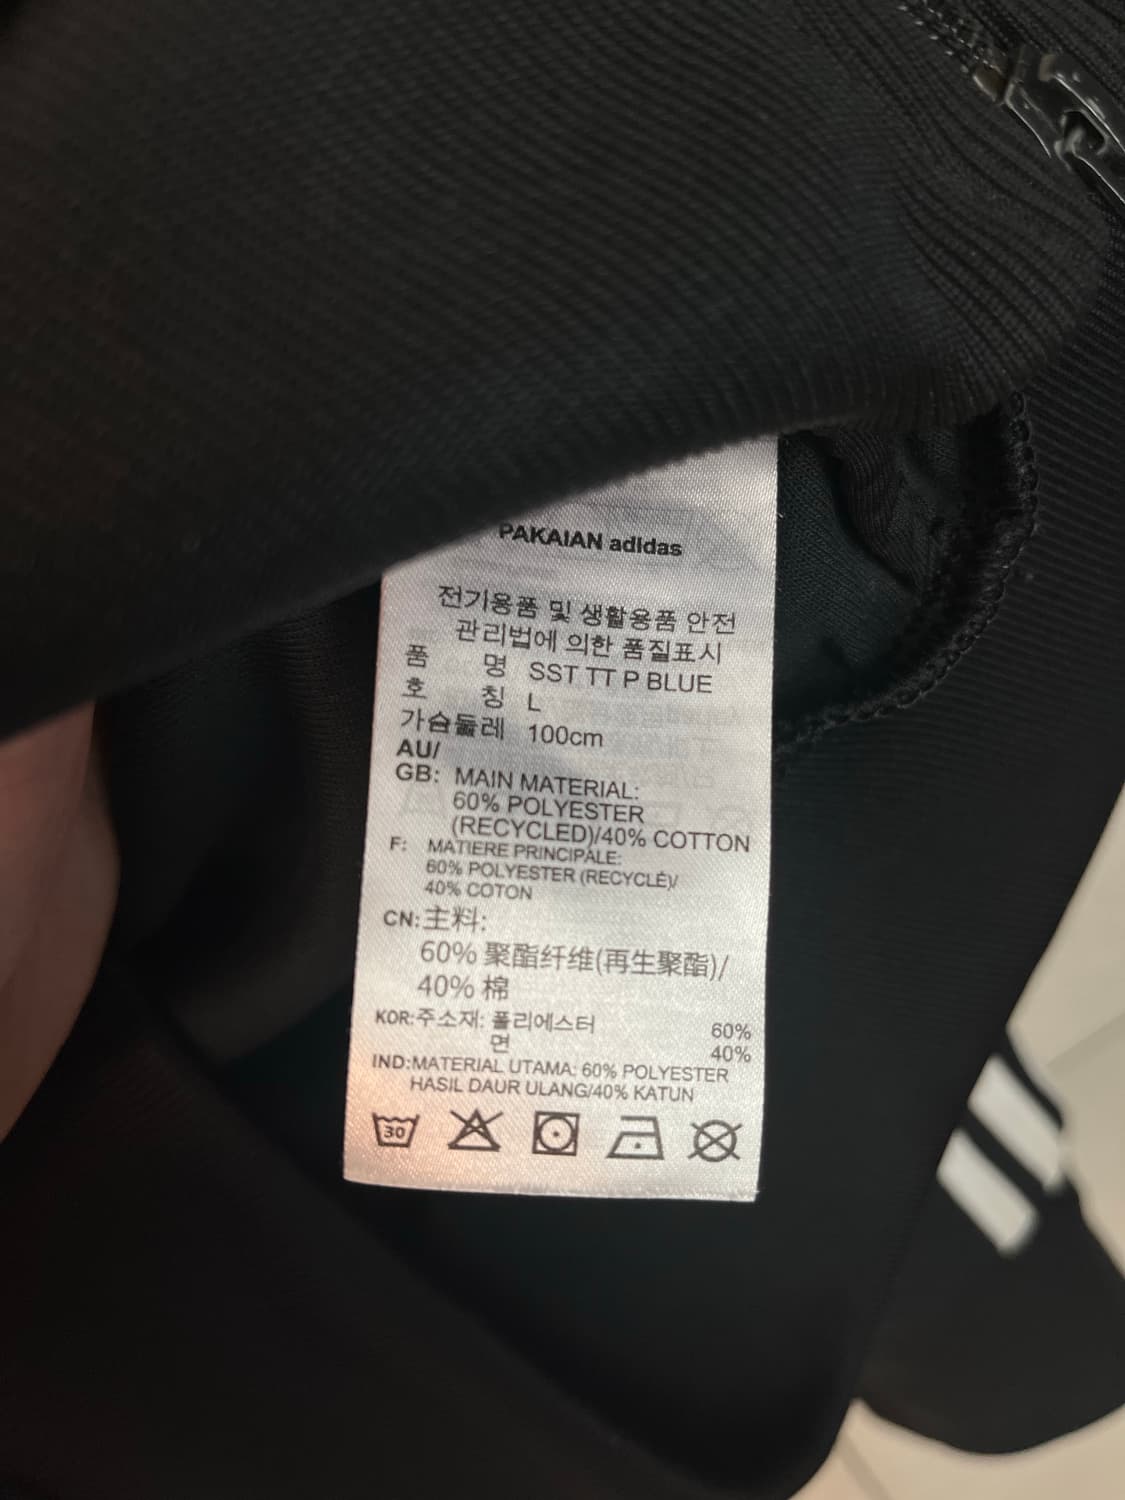 PAKAIAN adidas
전기용품 및 생활용품 안전
관리법에 의한 품질표시
품 명 SST TT P BLUE
호 칭 L
가슴둘레 100cm
AU/
GB: MAIN MATERIAL:
60% POLYESTER
(RECYCLED)/40% COTTON
F: MATIERE PRINCIPALE:
60% POLYESTER (RECYCLÉ)/
40% COTON
CN:主料:
60% 聚酯纤维(再生聚酯)/
40% 棉
KOR:주소재: 폴리에스터 60%
면 40%
IND:MATERIAL UTAMA: 60% POLYESTER
HASIL DAUR ULANG/40% KATUN
30